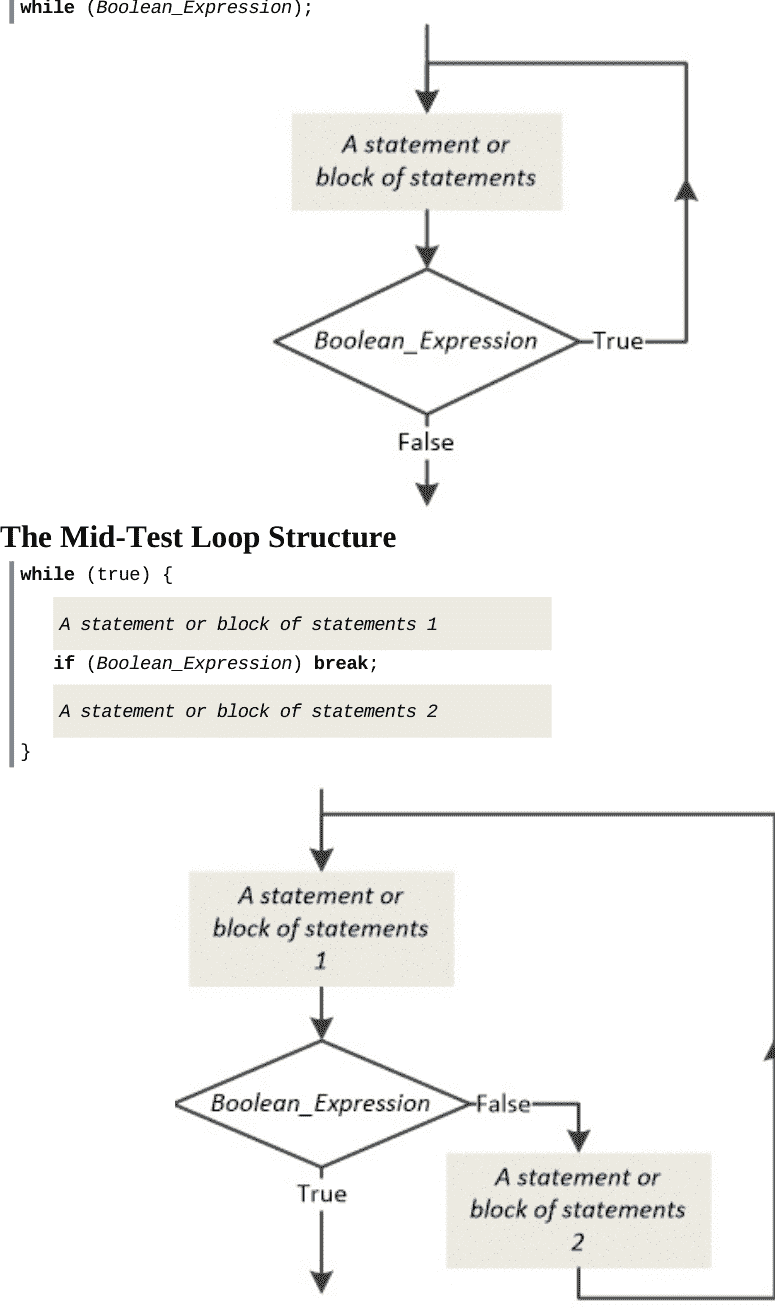 while (Boolean_Expression);
A statement or
block of statements
Boolean_Expression
True
False
The Mid-Test Loop Structure
while (true) {
A statement or block of statements 1
if (Boolean_Expression) break;
A statement or block of statements 2
}
A statement or
block of statements
1
Boolean_Expression
False
True
A statement or
block of statements
2